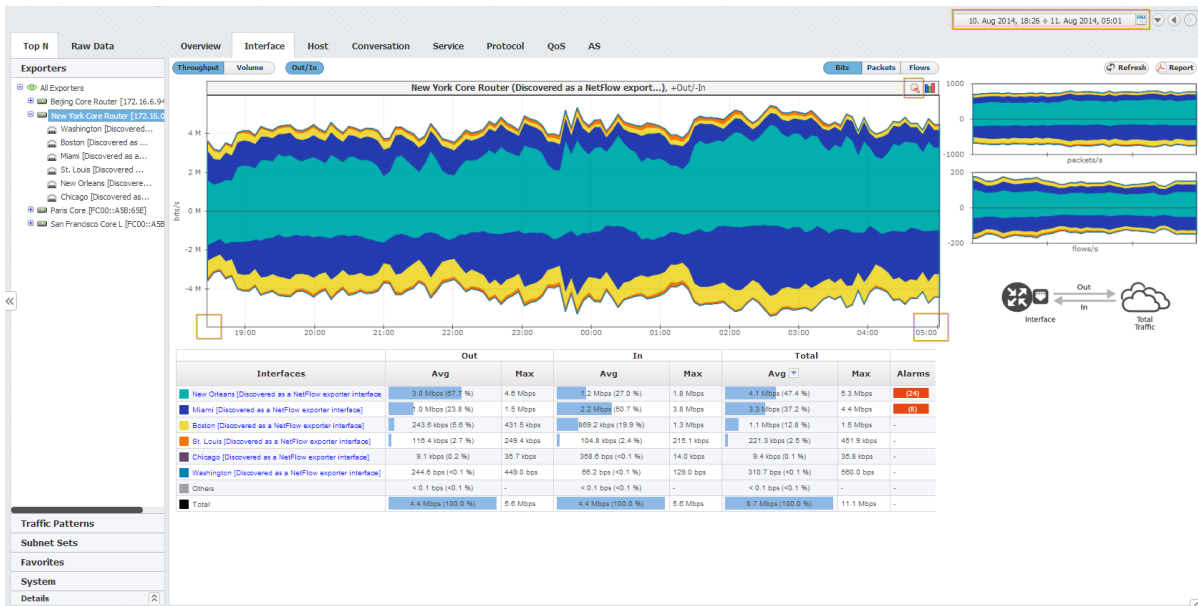 10. Aug 2014, 18:26 ÷ 11. Aug 2014, 05:01
Top N Raw Data Overview Interface Host Conversation Service Protocol QoS AS
Exporters
Throughput Volume Out/In Bits Packets Flows Refresh Report
All Exporters
Beijing Core Router [172.16.6.94
New York Core Router [172.16.0
Washington [Discovered...
Boston [Discovered as ...
Miami [Discovered as a...
St. Louis [Discovered ...
New Orleans [Discovere...
Chicago [Discovered as...
Paris Core [FC00::A5B:65E]
San Francisco Core L [FC00::A5B
New York Core Router (Discovered as a NetFlow export...), +Out/-In
4 M
2 M
0 M
-2 M
-4 M
bits/s
19:00 20:00 21:00 22:00 23:00 00:00 01:00 02:00 03:00 04:00 05:00
1000
0
-1000
packets/s
200
0
-200
flows/s
Out
In
Interface
Total
Traffic
Out In Total
Interfaces Avg Max Avg Max Avg Max Alarms
New Orleans [Discovered as a NetFlow exporter interface 3.0 Mbps (67.7 %) 4.6 Mbps 1.2 Mbps (27.0 %) 1.8 Mbps 4.1 Mbps (47.4 %) 5.3 Mbps (24)
Miami [Discovered as a NetFlow exporter interface] 1.0 Mbps (23.8 %) 1.5 Mbps 2.2 Mbps (50.7 %) 3.8 Mbps 3.3 Mbps (37.2 %) 4.4 Mbps (8)
Boston [Discovered as a NetFlow exporter interface] 243.6 kbps (5.6 %) 431.5 kbps 869.2 kbps (19.9 %) 1.3 Mbps 1.1 Mbps (12.8 %) 1.5 Mbps -
St. Louis [Discovered as a NetFlow exporter interface] 116.4 kbps (2.7 %) 249.4 kbps 104.8 kbps (2.4 %) 215.1 kbps 221.3 kbps (2.5 %) 451.9 kbps -
Chicago [Discovered as a NetFlow exporter interface] 9.1 kbps (0.2 %) 35.7 kbps 358.6 bps (<0.1 %) 14.0 kbps 9.4 kbps (0.1 %) 35.8 kbps -
Washington [Discovered as a NetFlow exporter interface] 244.6 bps (<0.1 %) 449.0 bps 66.2 bps (<0.1 %) 129.0 bps 310.7 bps (<0.1 %) 560.0 bps -
Others < 0.1 bps (<0.1 %) - < 0.1 bps (<0.1 %) - < 0.1 bps (<0.1 %) - -
Total 4.4 Mbps (100.0 %) 5.6 Mbps 4.4 Mbps (100.0 %) 5.6 Mbps 8.7 Mbps (100.0 %) 11.1 Mbps -
Traffic Patterns
Subnet Sets
Favorites
System
Details